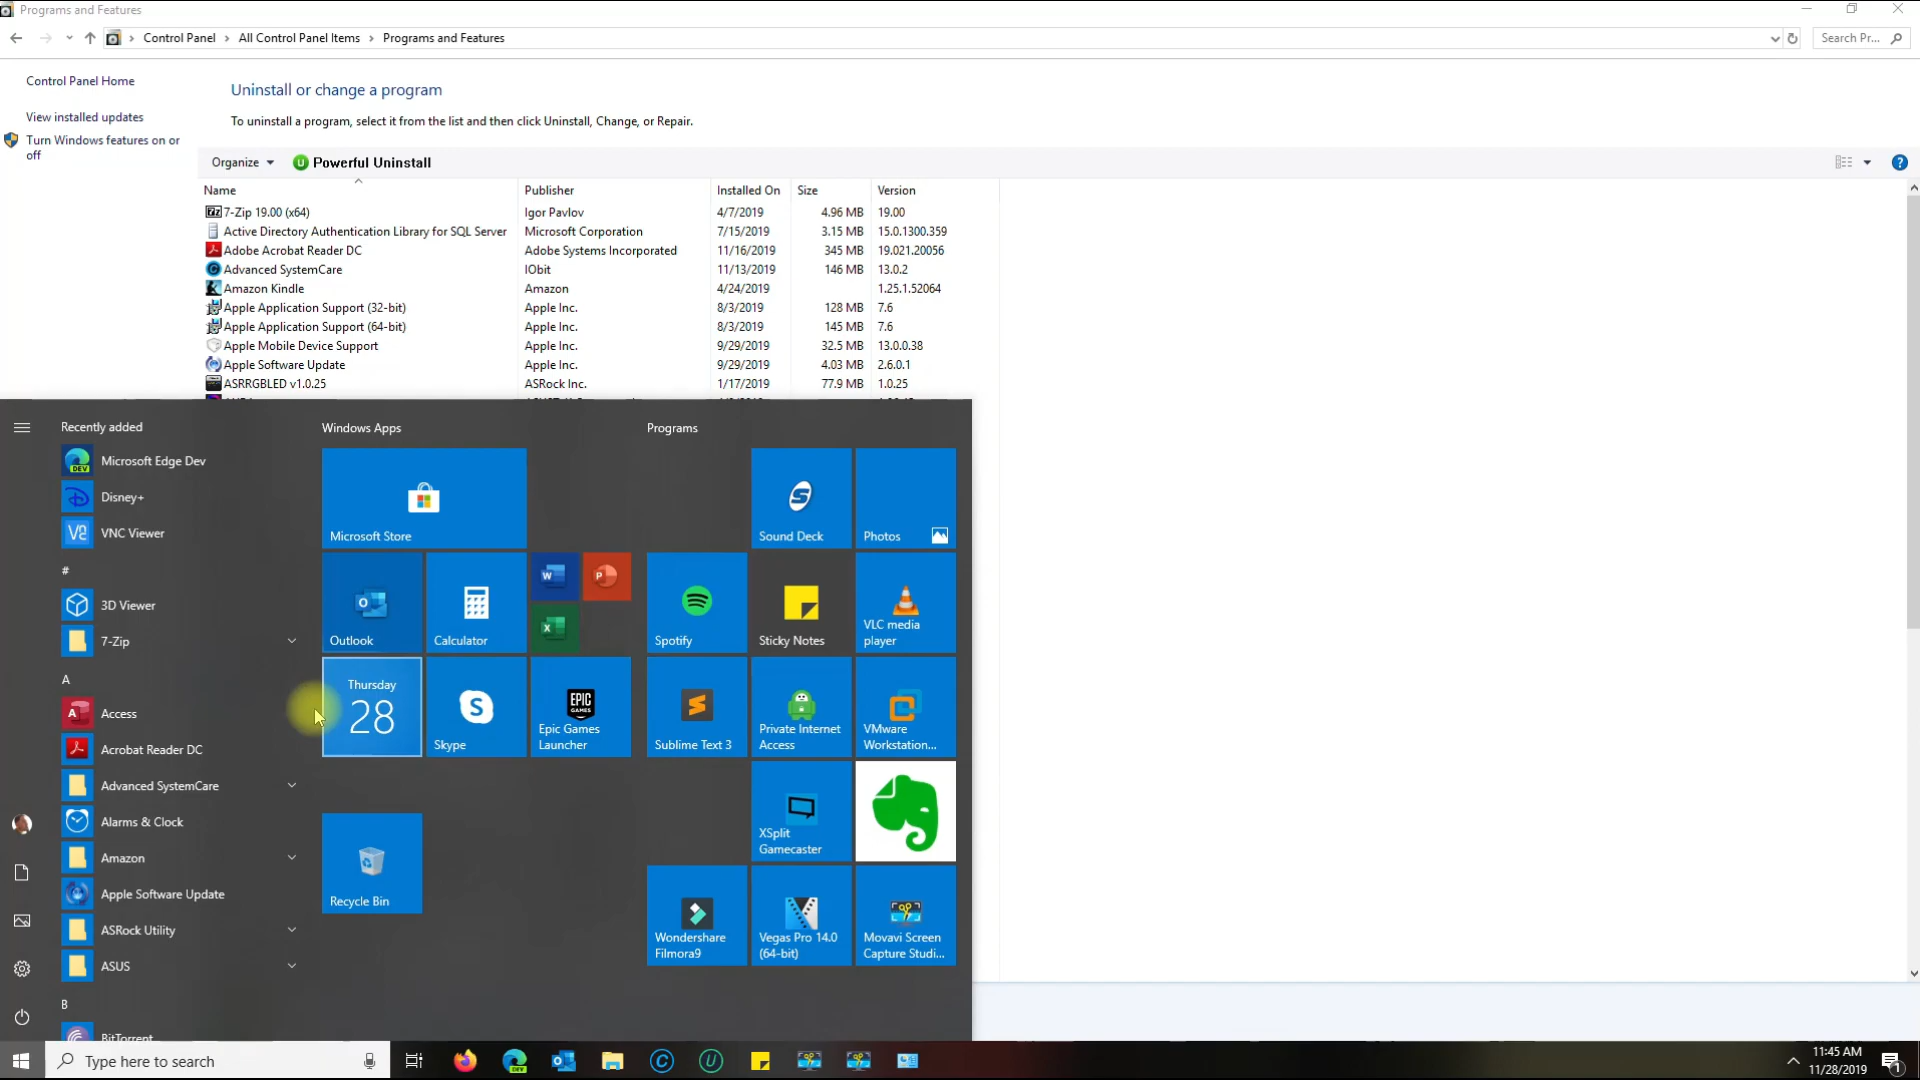 Programs and Features
Control Panel > All Control Panel Items > Programs and Features
Search Pr...
Control Panel Home
View installed updates
Turn Windows features on or
off
Uninstall or change a program
To uninstall a program, select it from the list and then click Uninstall, Change, or Repair.
Organize
Powerful Uninstall
Name Publisher Installed On Size Version
7-Zip 19.00 (x64) Igor Pavlov 4/7/2019 4.96 MB 19.00
Active Directory Authentication Library for SQL Server Microsoft Corporation 7/15/2019 3.15 MB 15.0.1300.359
Adobe Acrobat Reader DC Adobe Systems Incorporated 11/16/2019 345 MB 19.021.20056
Advanced SystemCare IObit 11/13/2019 146 MB 13.0.2
Amazon Kindle Amazon 4/24/2019 1.25.1.52064
Apple Application Support (32-bit) Apple Inc. 8/3/2019 128 MB 7.6
Apple Application Support (64-bit) Apple Inc. 8/3/2019 145 MB 7.6
Apple Mobile Device Support Apple Inc. 9/29/2019 32.5 MB 13.0.0.38
Apple Software Update Apple Inc. 9/29/2019 4.03 MB 2.6.0.1
ASRRGBLED v1.0.25 ASRock Inc. 1/17/2019 77.9 MB 1.0.25
Recently added
Microsoft Edge Dev
Disney+
VNC Viewer
#
3D Viewer
7-Zip
A
Access
Acrobat Reader DC
Advanced SystemCare
Alarms & Clock
Amazon
Apple Software Update
ASRock Utility
ASUS
B
BitTorrent
Windows Apps
Microsoft Store
Outlook
Calculator
Thursday
28
Skype
EPIC
GAMES
Epic Games
Launcher
Recycle Bin
Programs
Sound Deck
Photos
Spotify
Sticky Notes
VLC media
player
Sublime Text 3
Private Internet
Access
VMware
Workstation...
XSplit
Gamecaster
Wondershare
Filmora9
Vegas Pro 14.0
(64-bit)
Movavi Screen
Capture Studi...
Type here to search
11:45 AM
11/28/2019
1